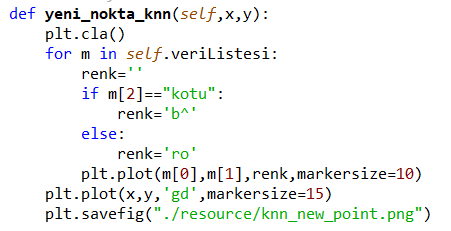 def yeni_nokta_knn(self,x,y):
    plt.cla()
    for m in self.veriListesi:
        renk=''
        if m[2]=="kotu":
            renk='b^'
        else:
            renk='ro'
        plt.plot(m[0],m[1],renk,markersize=10)
    plt.plot(x,y,'gd',markersize=15)
    plt.savefig("./resource/knn_new_point.png")